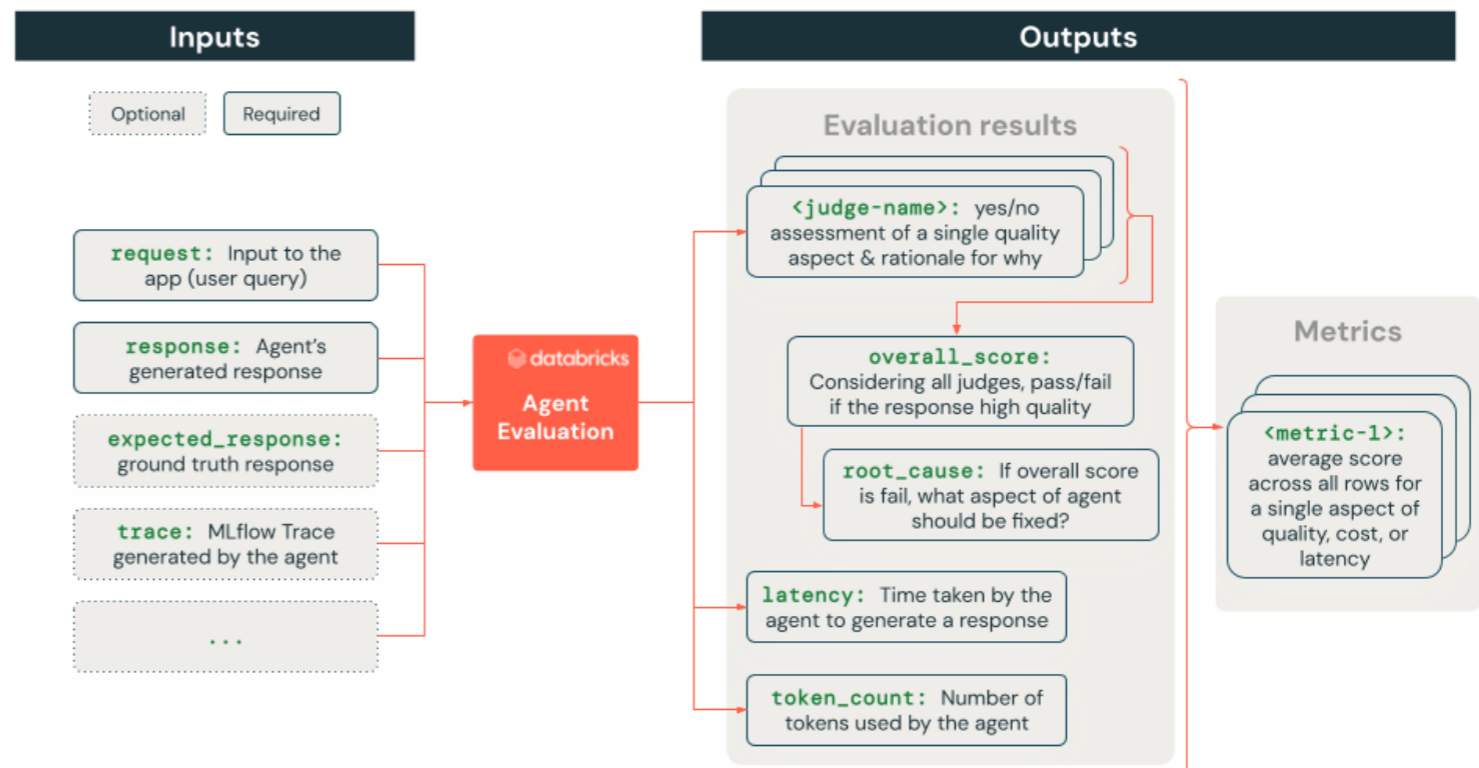 Inputs
Outputs
Optional
Required
request: Input to the
app (user query)
response: Agent's
generated response
expected_response:
ground truth response
trace: MLflow Trace
generated by the agent
...
databricks
Agent
Evaluation
Evaluation results
<judge-name>: yes/no
assessment of a single quality
aspect & rationale for why
overall_score:
Considering all judges, pass/fail
if the response high quality
root_cause: If overall score
is fail, what aspect of agent
should be fixed?
latency: Time taken by the
agent to generate a response
token_count: Number of
tokens used by the agent
Metrics
<metric-1>:
average score
across all rows for
a single aspect of
quality, cost, or
latency